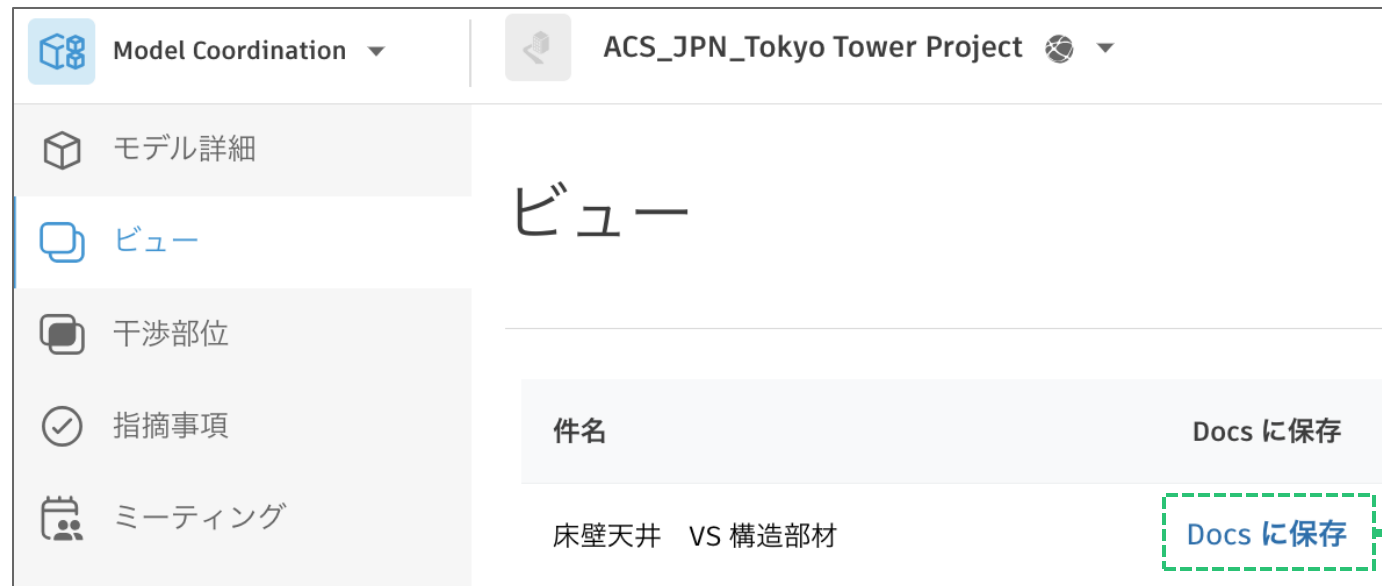 Model Coordination
ACS_JPN_Tokyo Tower Project
モデル詳細
ビュー
干渉部位
指摘事項
ミーティング
ビュー
件名 Docs に保存
床壁天井　VS 構造部材 Docs に保存